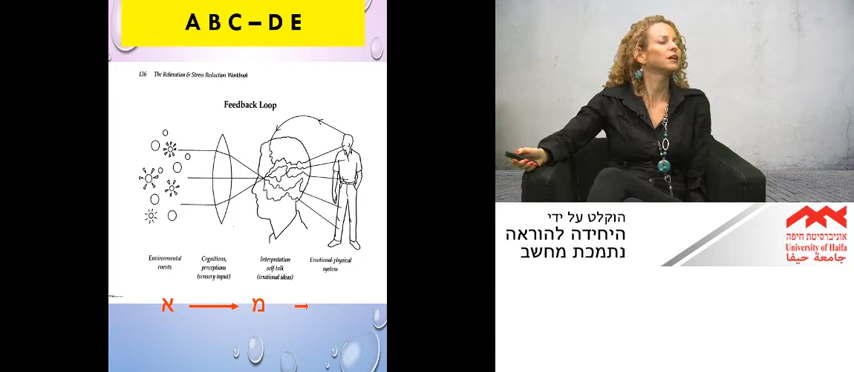 A B C – D E
126 The Relaxation & Stress Reduction Workbook
Feedback Loop
Environmental
events
Cognitions,
perceptions
(sensory input)
Interpretation
self-talk
(irrational ideas)
Emotional-physical
system
א → מ →
הוקלט על ידי
היחידה להוראה
נתמכת מחשב
אוניברסיטת חיפה
University of Haifa
جامعة حيفا